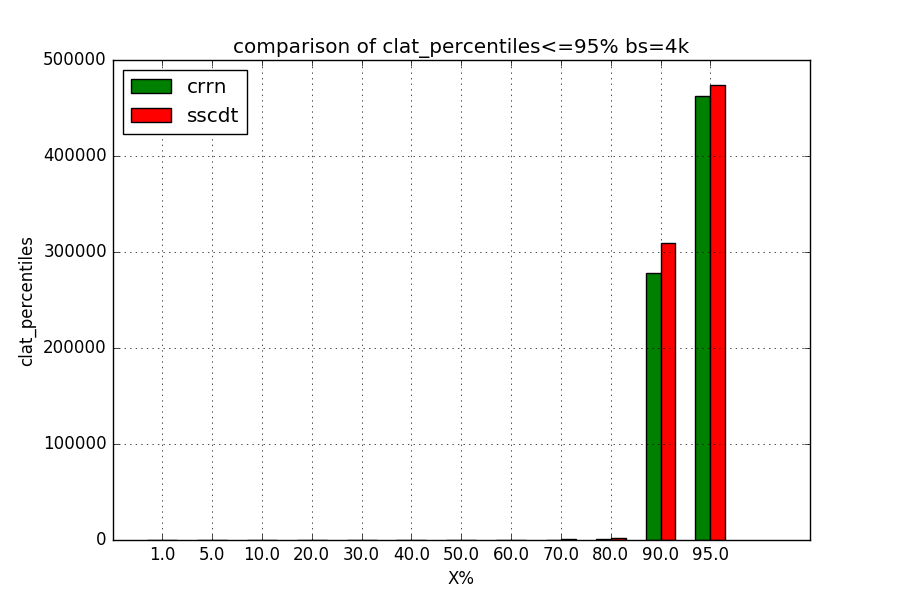 comparison of clat_percentiles<=95% bs=4k
500000
400000
300000
200000
100000
0
clat_percentiles
crrn
sscdt
1.0 5.0 10.0 20.0 30.0 40.0 50.0 60.0 70.0 80.0 90.0 95.0
X%